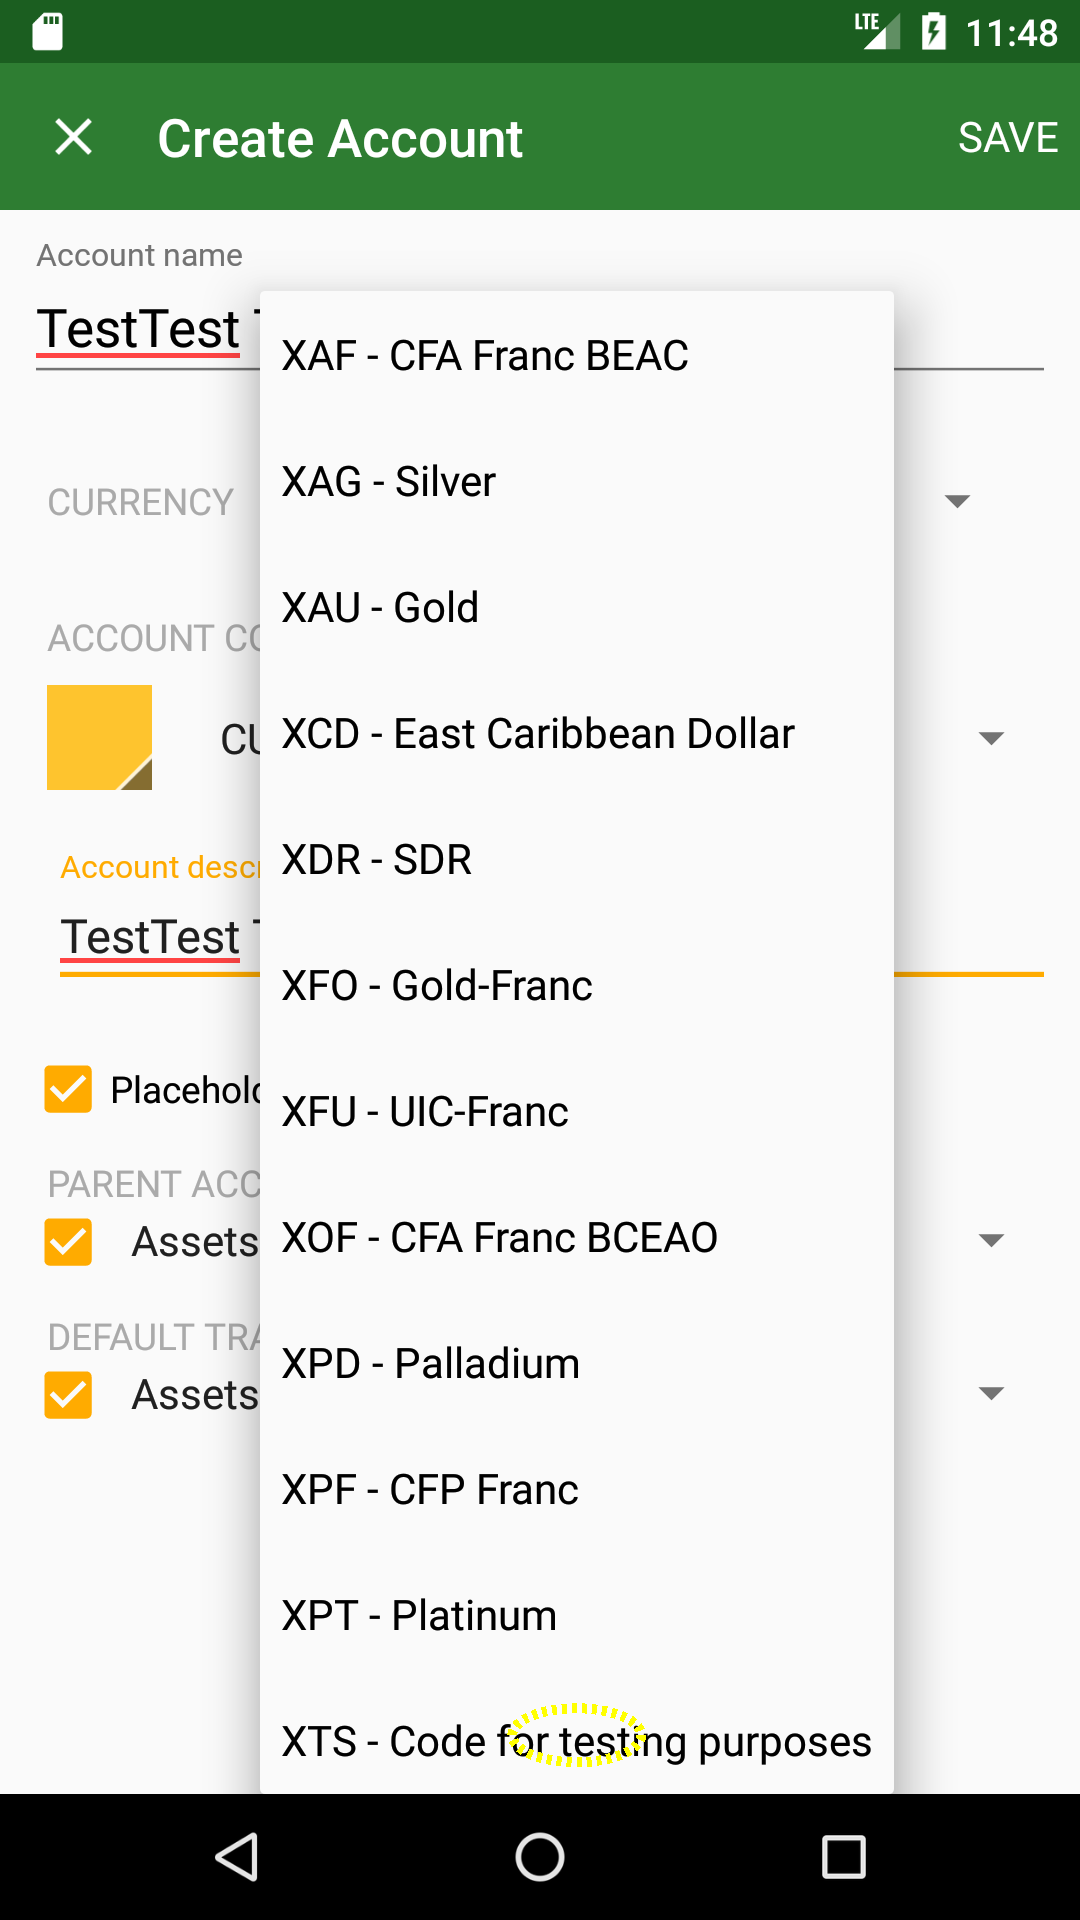 LTE 11:48
Create Account SAVE
Account name
TestTest
XAF - CFA Franc BEAC
XAG - Silver
CURRENCY
XAU - Gold
ACCOUNT CO
XCD - East Caribbean Dollar
CU
XDR - SDR
Account descr
TestTest
XFO - Gold-Franc
XFU - UIC-Franc
Placehold
PARENT ACC
XOF - CFA Franc BCEAO
Assets
DEFAULT TRA
XPD - Palladium
Assets
XPF - CFP Franc
XPT - Platinum
XTS - Code for testing purposes